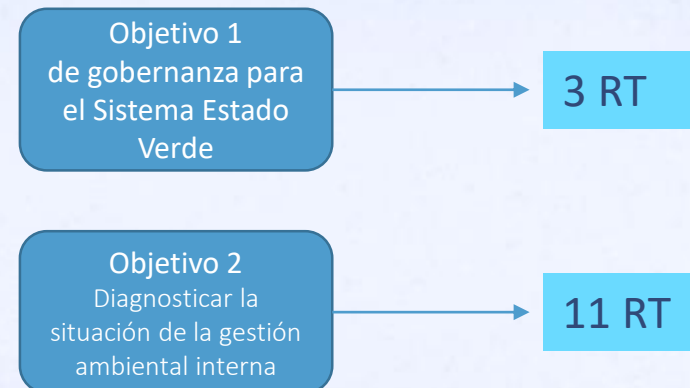 Objetivo 1
de gobernanza para
el Sistema Estado
Verde
3 RT
Objetivo 2
Diagnosticar la
situación de la gestión
ambiental interna
11 RT